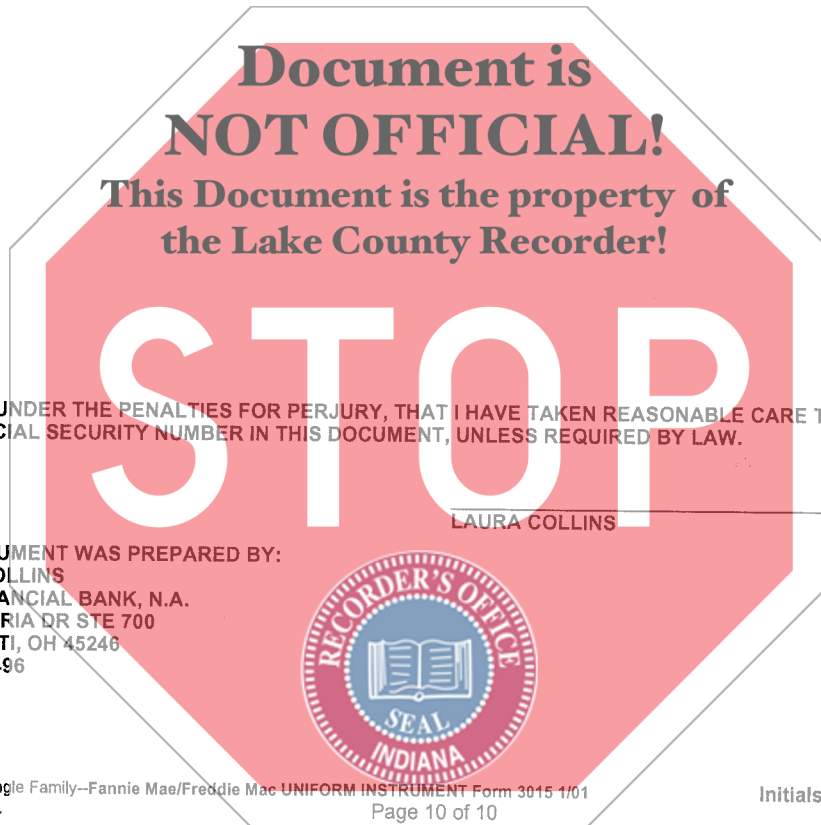 Document is
NOT OFFICIAL!
This Document is the property of
the Lake County Recorder!
STOP
UNDER THE PENALTIES FOR PERJURY, THAT I HAVE TAKEN REASONABLE CARE T
CIAL SECURITY NUMBER IN THIS DOCUMENT, UNLESS REQUIRED BY LAW.
LAURA COLLINS
UMENT WAS PREPARED BY:
OLLINS
ANCIAL BANK, N.A.
RIA DR STE 700
TI, OH 45246
96
RECORDER'S OFFICE
SEAL
INDIANA
gle Family--Fannie Mae/Freddie Mac UNIFORM INSTRUMENT Form 3015 1/01
Initials
Page 10 of 10